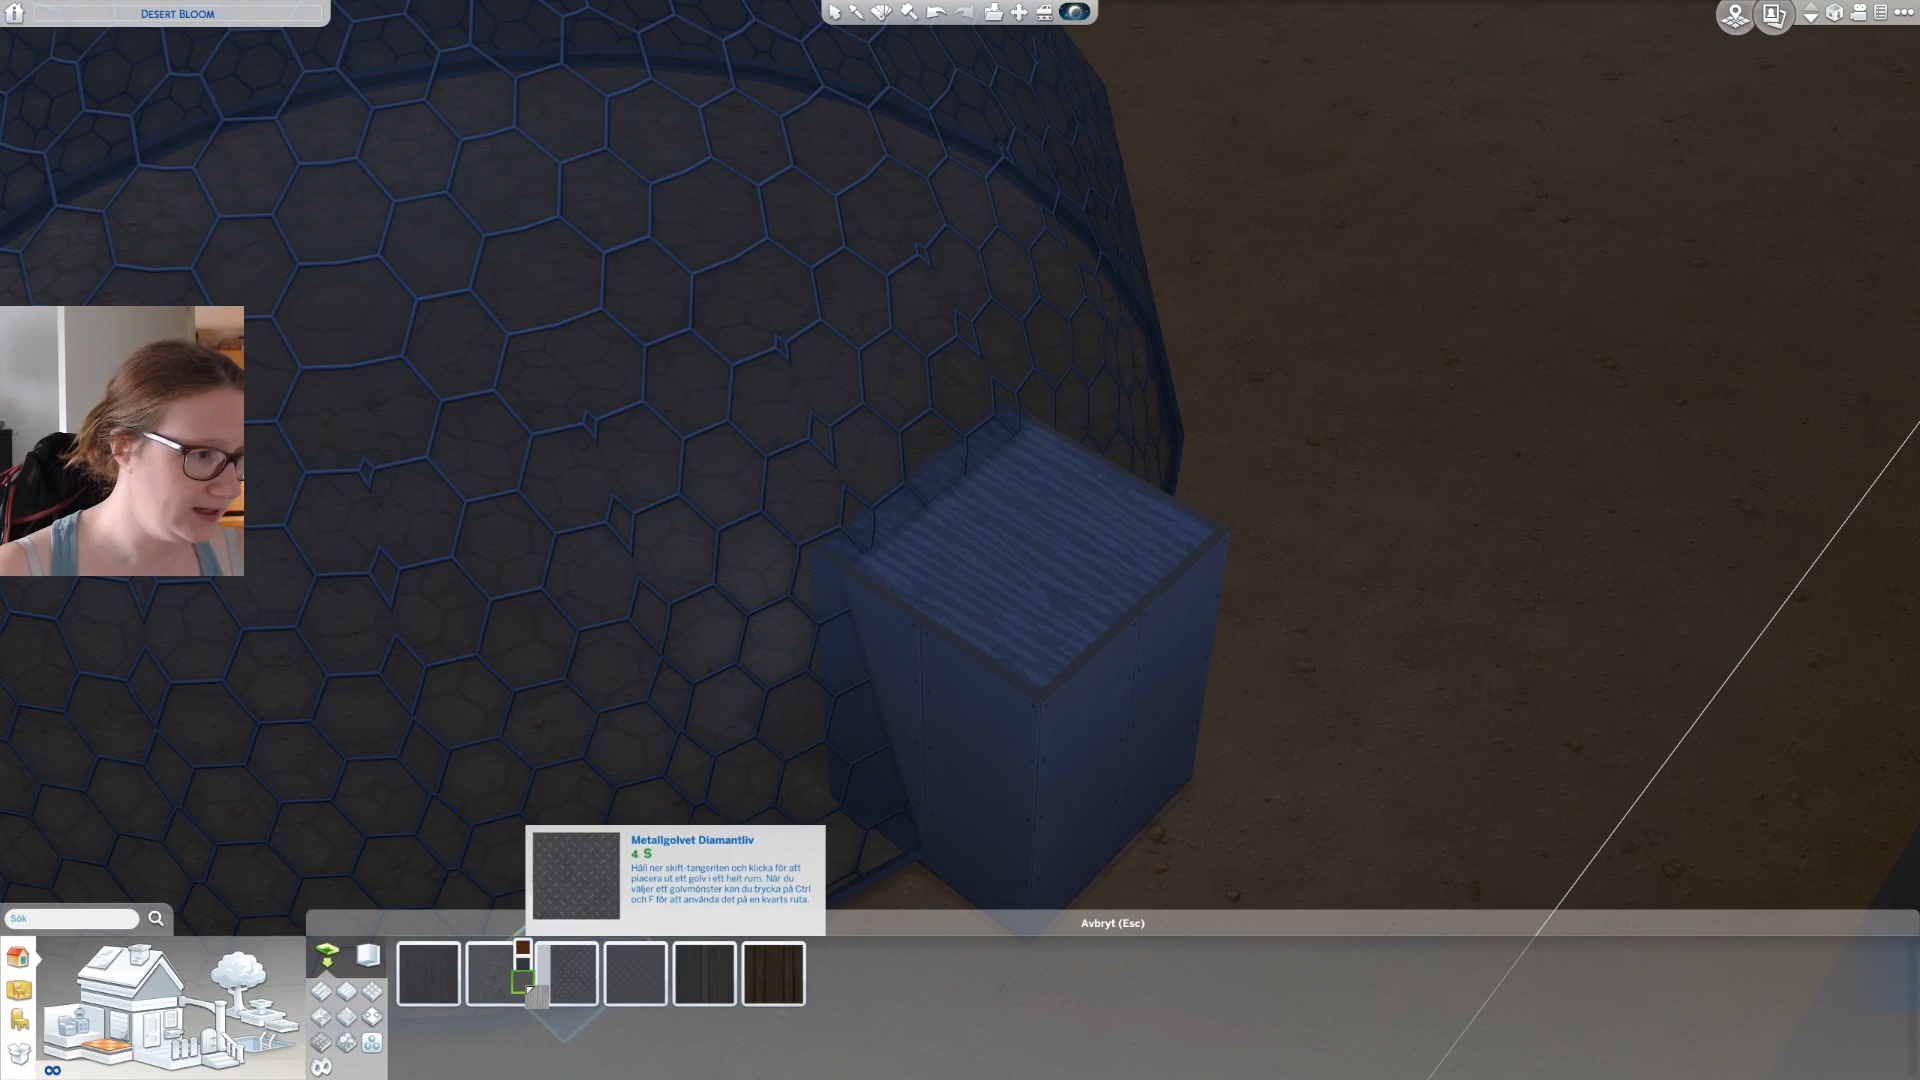 DESERT BLOOM
Metallgolvet Diamantliv
4 §
Håll ner skift-tangenten och klicka för att
placera ut ett golv i ett helt rum. När du
väljer ett golvmönster kan du trycka på Ctrl
och F för att använda det på en kvarts ruta.
Sök
Avbryt (Esc)